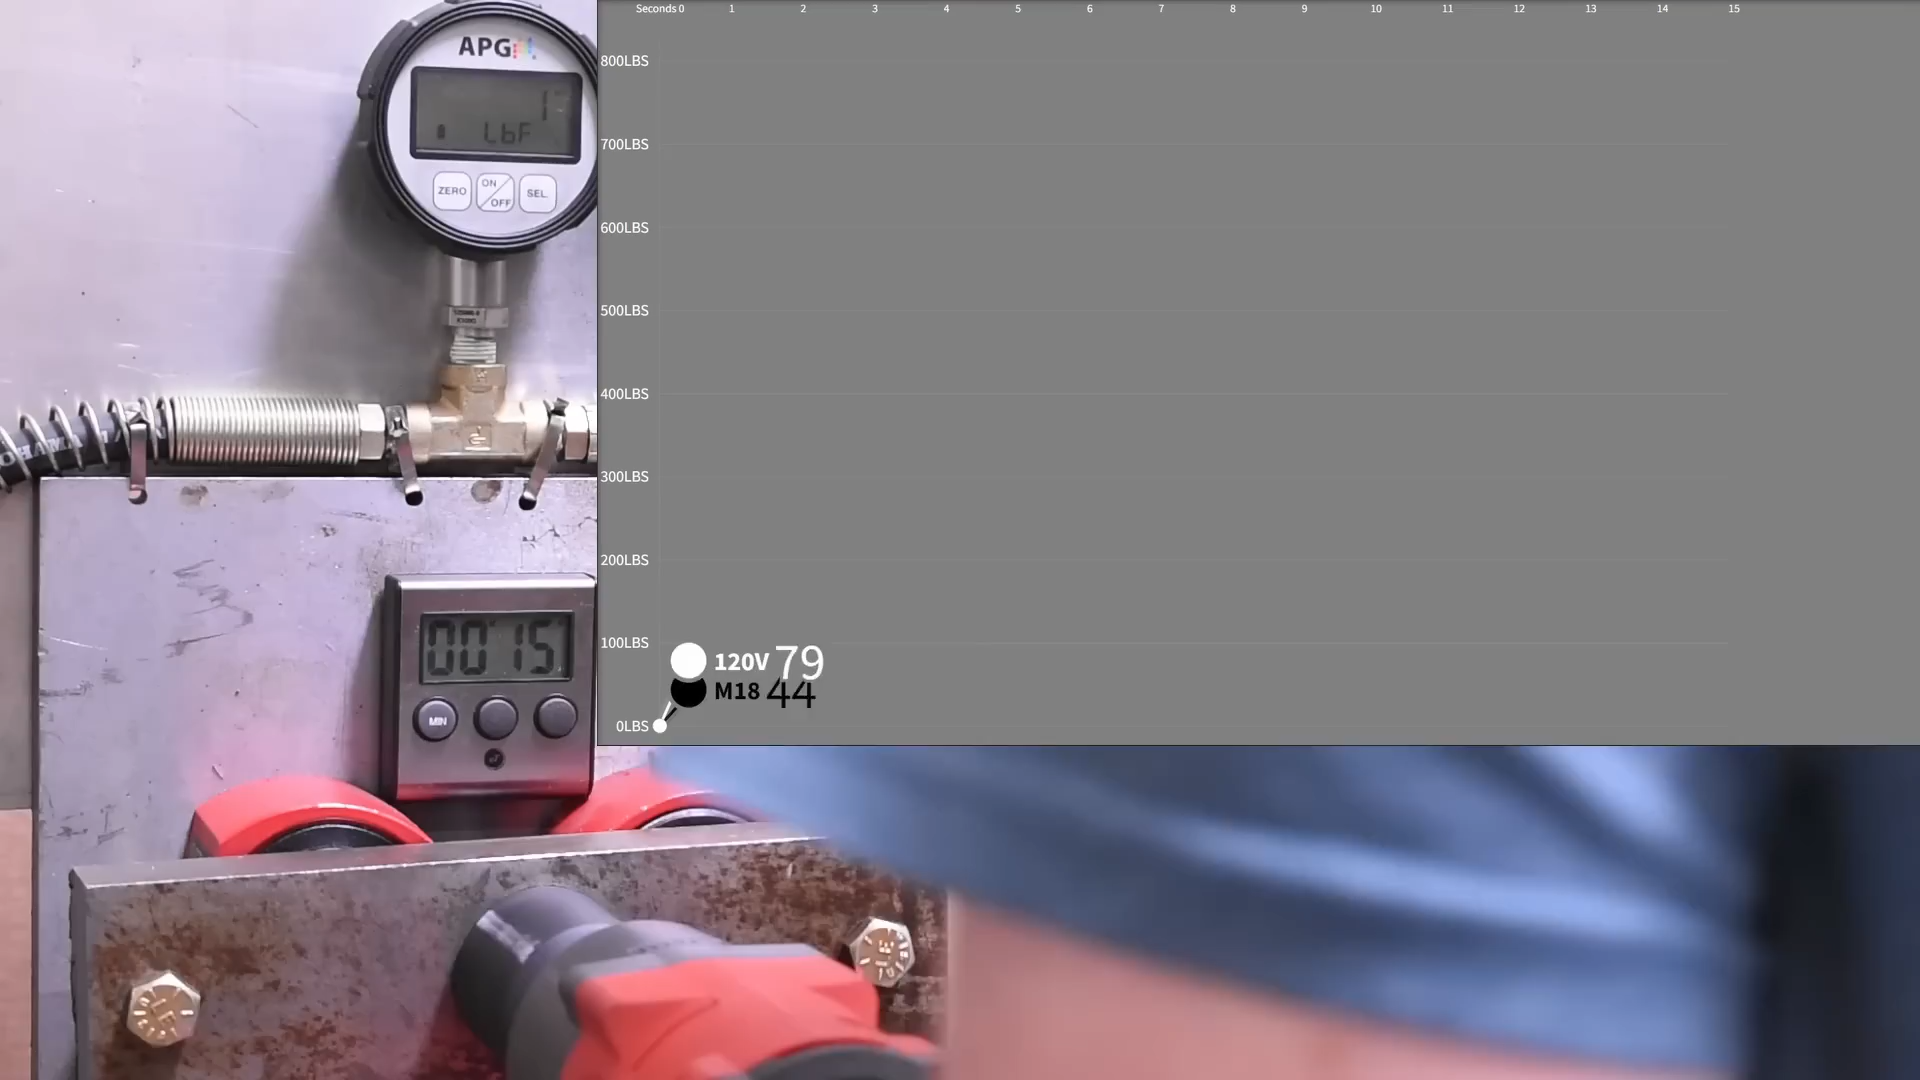 APG
1
LbF
ZERO
ON
OFF
SEL
00 15
MIN
Seconds 0 1 2 3 4 5 6 7 8 9 10 11 12 13 14 15
800LBS
700LBS
600LBS
500LBS
400LBS
300LBS
200LBS
100LBS
0LBS
120V 79
M18 44